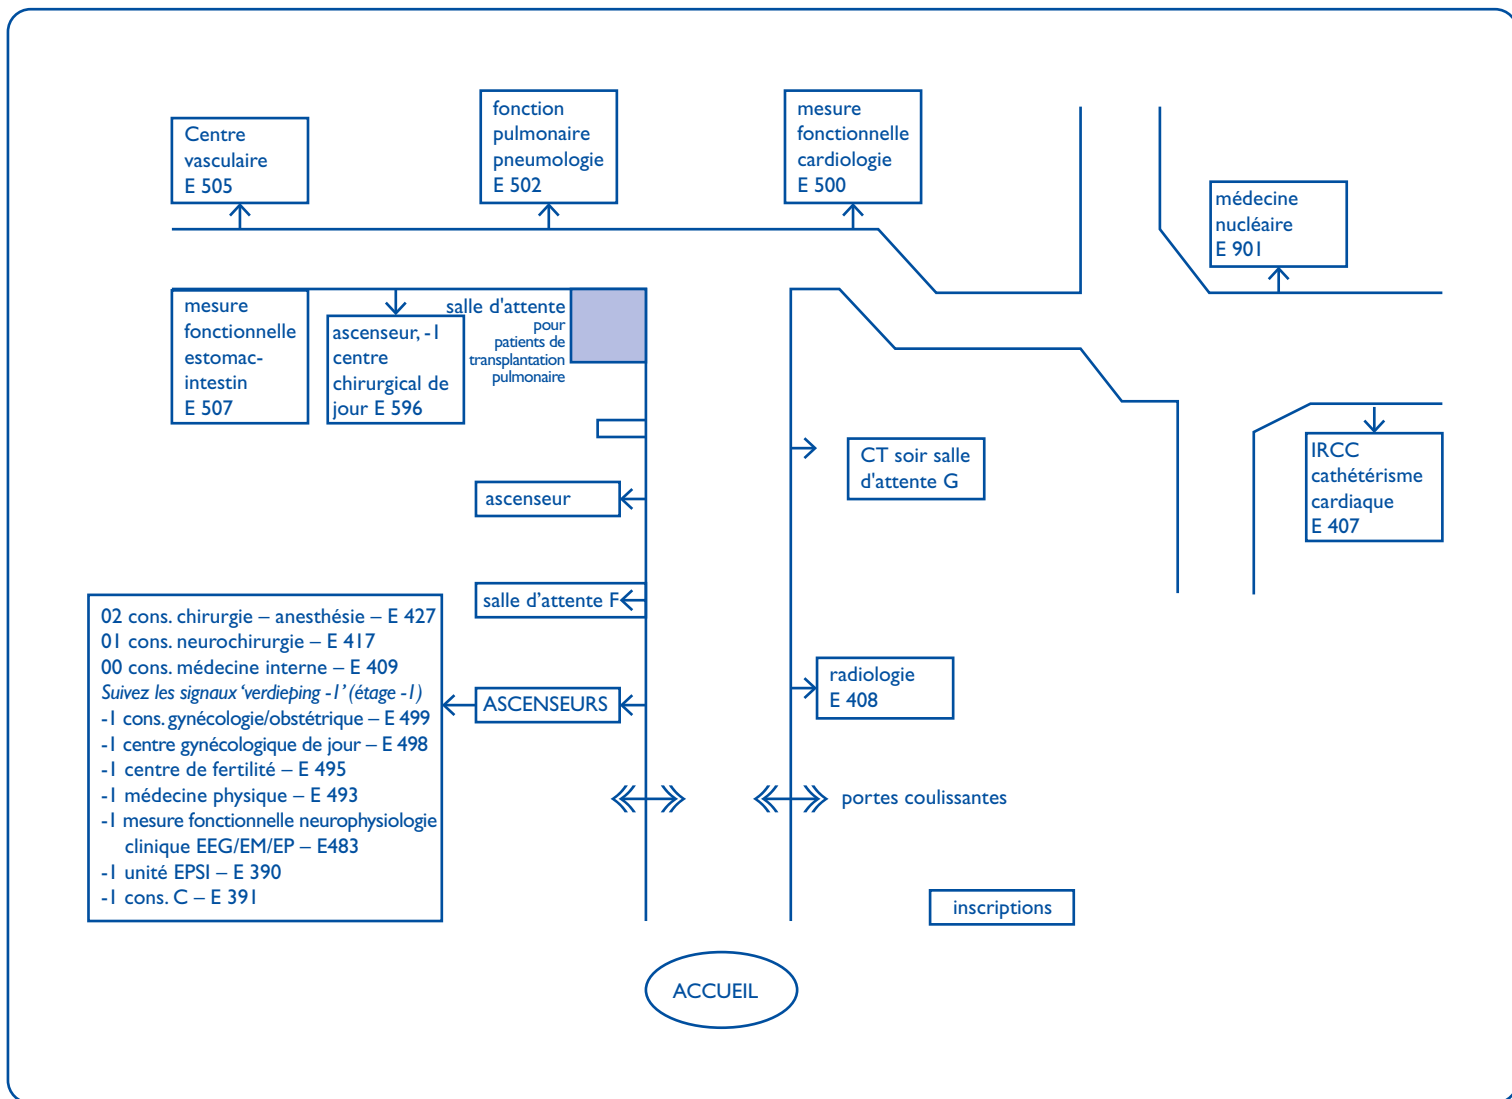 Centre
vasculaire
E 505
fonction
pulmonaire
pneumologie
E 502
mesure
fonctionnelle
cardiologie
E 500
médecine
nucléaire
E 901
mesure
fonctionnelle
estomac-
intestin
E 507
ascenseur, -1
centre
chirurgical de
jour E 596
salle d'attente
pour
patients de
transplantation
pulmonaire
CT soir salle
d'attente G
IRCC
cathétérisme
cardiaque
E 407
ascenseur
salle d'attente F
02 cons. chirurgie – anesthésie – E 427
01 cons. neurochirurgie – E 417
00 cons. médecine interne – E 409
Suivez les signaux ‘verdieping -1’ (étage -1)
-1 cons. gynécologie/obstétrique – E 499
-1 centre gynécologique de jour – E 498
-1 centre de fertilité – E 495
-1 médecine physique – E 493
-1 mesure fonctionnelle neurophysiologie
clinique EEG/EM/EP – E483
-1 unité EPSI – E 390
-1 cons. C – E 391
ASCENSEURS
radiologie
E 408
portes coulissantes
inscriptions
ACCUEIL